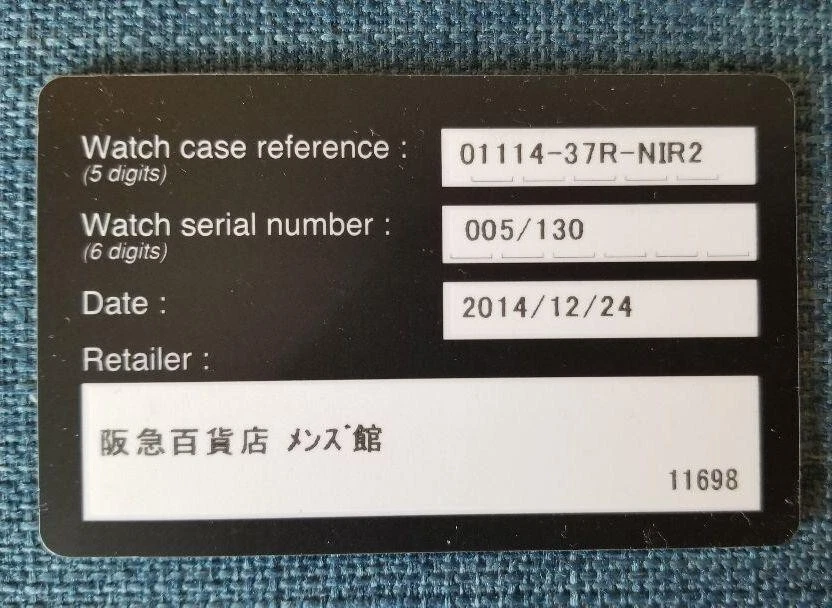 Watch case reference : 01114-37R-NIR2
(5 digits)
Watch serial number : 005/130
(6 digits)
Date : 2014/12/24
Retailer :
阪急百貨店 メンズ館
11698